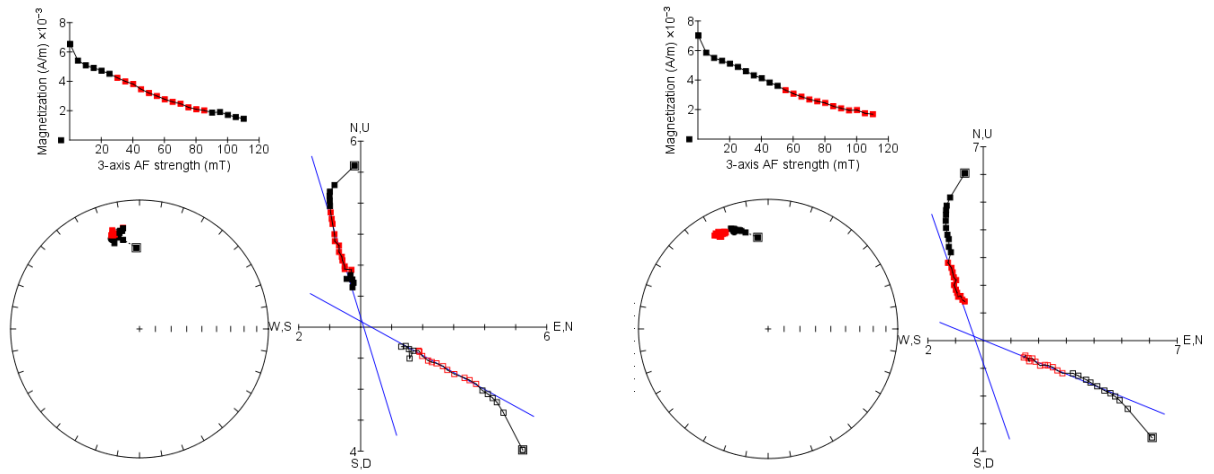 Magnetization (A/m) ×10⁻³
8
6
4
2
0
20
40
60
80
100
120
3-axis AF strength (mT)
N,U
6
W,S
2
6
E,N
4
S,D
Magnetization (A/m) ×10⁻³
8
6
4
2
0
20
40
60
80
100
120
3-axis AF strength (mT)
N,U
7
W,S
2
7
E,N
4
S,D